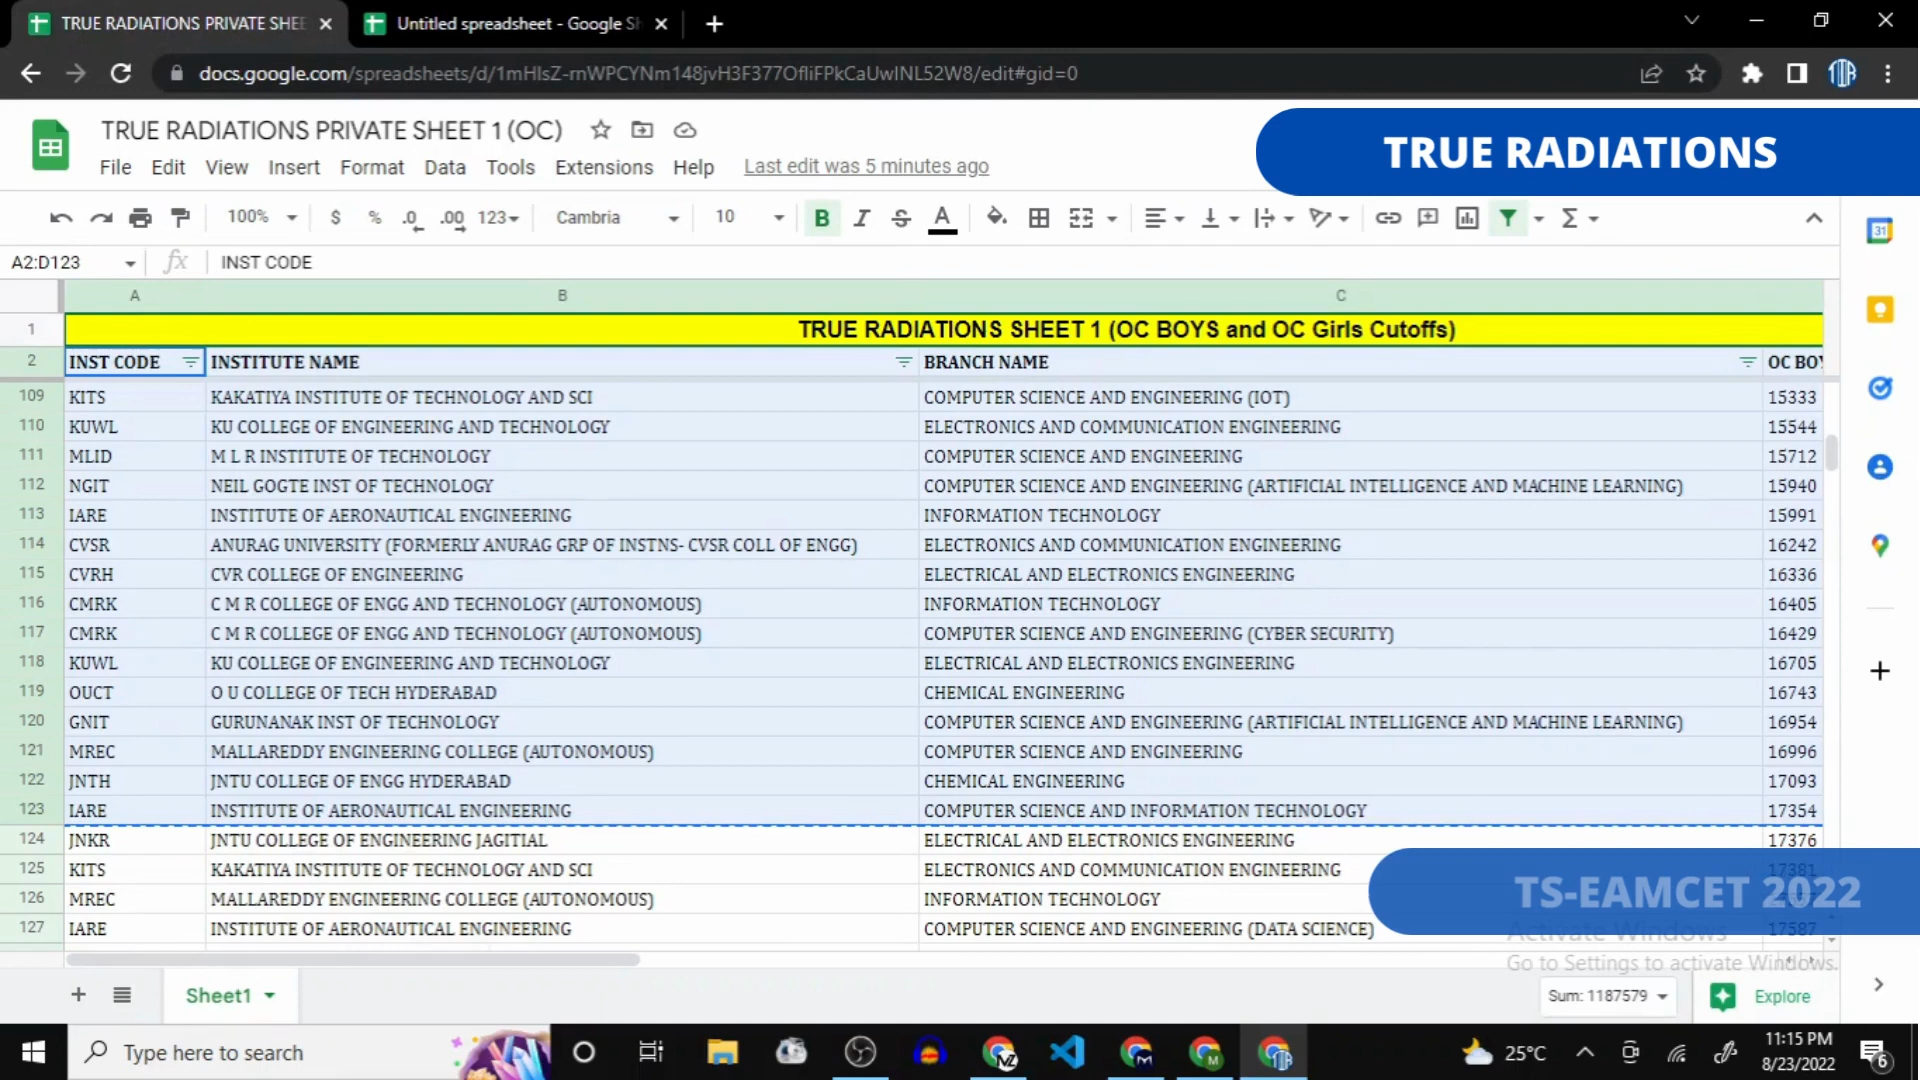 TRUE RADIATIONS PRIVATE SHEE
Untitled spreadsheet - Google Sh
docs.google.com/spreadsheets/d/1mHlsZ-rnWPCYNm148jvH3F377OfliFPkCaUwINL52W8/edit#gid=0
TRUE RADIATIONS PRIVATE SHEET 1 (OC)
TRUE RADIATIONS
File Edit View Insert Format Data Tools Extensions Help Last edit was 5 minutes ago
100% $ % .0 .00 123 Cambria 10 B I S A Σ
31
A2:D123 fx INST CODE
A B C
1 TRUE RADIATIONS SHEET 1 (OC BOYS and OC Girls Cutoffs)
2 INST CODE INSTITUTE NAME BRANCH NAME OC BOY
109 KITS KAKATIYA INSTITUTE OF TECHNOLOGY AND SCI COMPUTER SCIENCE AND ENGINEERING (IOT) 15333
110 KUWL KU COLLEGE OF ENGINEERING AND TECHNOLOGY ELECTRONICS AND COMMUNICATION ENGINEERING 15544
111 MLID M L R INSTITUTE OF TECHNOLOGY COMPUTER SCIENCE AND ENGINEERING 15712
112 NGIT NEIL GOGTE INST OF TECHNOLOGY COMPUTER SCIENCE AND ENGINEERING (ARTIFICIAL INTELLIGENCE AND MACHINE LEARNING) 15940
113 IARE INSTITUTE OF AERONAUTICAL ENGINEERING INFORMATION TECHNOLOGY 15991
114 CVSR ANURAG UNIVERSITY (FORMERLY ANURAG GRP OF INSTNS- CVSR COLL OF ENGG) ELECTRONICS AND COMMUNICATION ENGINEERING 16242
115 CVRH CVR COLLEGE OF ENGINEERING ELECTRICAL AND ELECTRONICS ENGINEERING 16336
116 CMRK C M R COLLEGE OF ENGG AND TECHNOLOGY (AUTONOMOUS) INFORMATION TECHNOLOGY 16405
117 CMRK C M R COLLEGE OF ENGG AND TECHNOLOGY (AUTONOMOUS) COMPUTER SCIENCE AND ENGINEERING (CYBER SECURITY) 16429
118 KUWL KU COLLEGE OF ENGINEERING AND TECHNOLOGY ELECTRICAL AND ELECTRONICS ENGINEERING 16705
119 OUCT O U COLLEGE OF TECH HYDERABAD CHEMICAL ENGINEERING 16743
120 GNIT GURUNANAK INST OF TECHNOLOGY COMPUTER SCIENCE AND ENGINEERING (ARTIFICIAL INTELLIGENCE AND MACHINE LEARNING) 16954
121 MREC MALLAREDDY ENGINEERING COLLEGE (AUTONOMOUS) COMPUTER SCIENCE AND ENGINEERING 16996
122 JNTH JNTU COLLEGE OF ENGG HYDERABAD CHEMICAL ENGINEERING 17093
123 IARE INSTITUTE OF AERONAUTICAL ENGINEERING COMPUTER SCIENCE AND INFORMATION TECHNOLOGY 17354
124 JNKR JNTU COLLEGE OF ENGINEERING JAGITIAL ELECTRICAL AND ELECTRONICS ENGINEERING 17376
125 KITS KAKATIYA INSTITUTE OF TECHNOLOGY AND SCI ELECTRONICS AND COMMUNICATION ENGINEERING 17381
TS-EAMCET 2022
126 MREC MALLAREDDY ENGINEERING COLLEGE (AUTONOMOUS) INFORMATION TECHNOLOGY
127 IARE INSTITUTE OF AERONAUTICAL ENGINEERING COMPUTER SCIENCE AND ENGINEERING (DATA SCIENCE) 17587
Activate Windows
Go to Settings to activate Windows.
Sheet1 Sum: 1187579 Explore
Type here to search 25°C 11:15 PM
8/23/2022 6